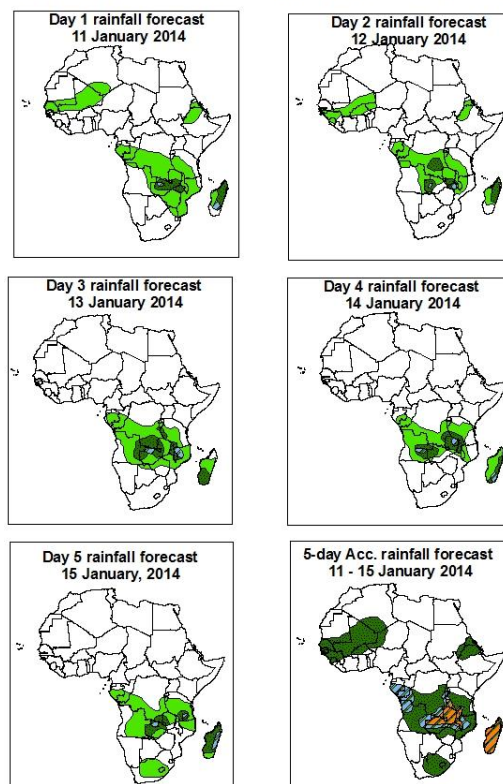 Day 1 rainfall forecast
11 January 2014
Day 2 rainfall forecast
12 January 2014
Day 3 rainfall forecast
13 January 2014
Day 4 rainfall forecast
14 January 2014
Day 5 rainfall forecast
15 January, 2014
5-day Acc. rainfall forecast
11 - 15 January 2014